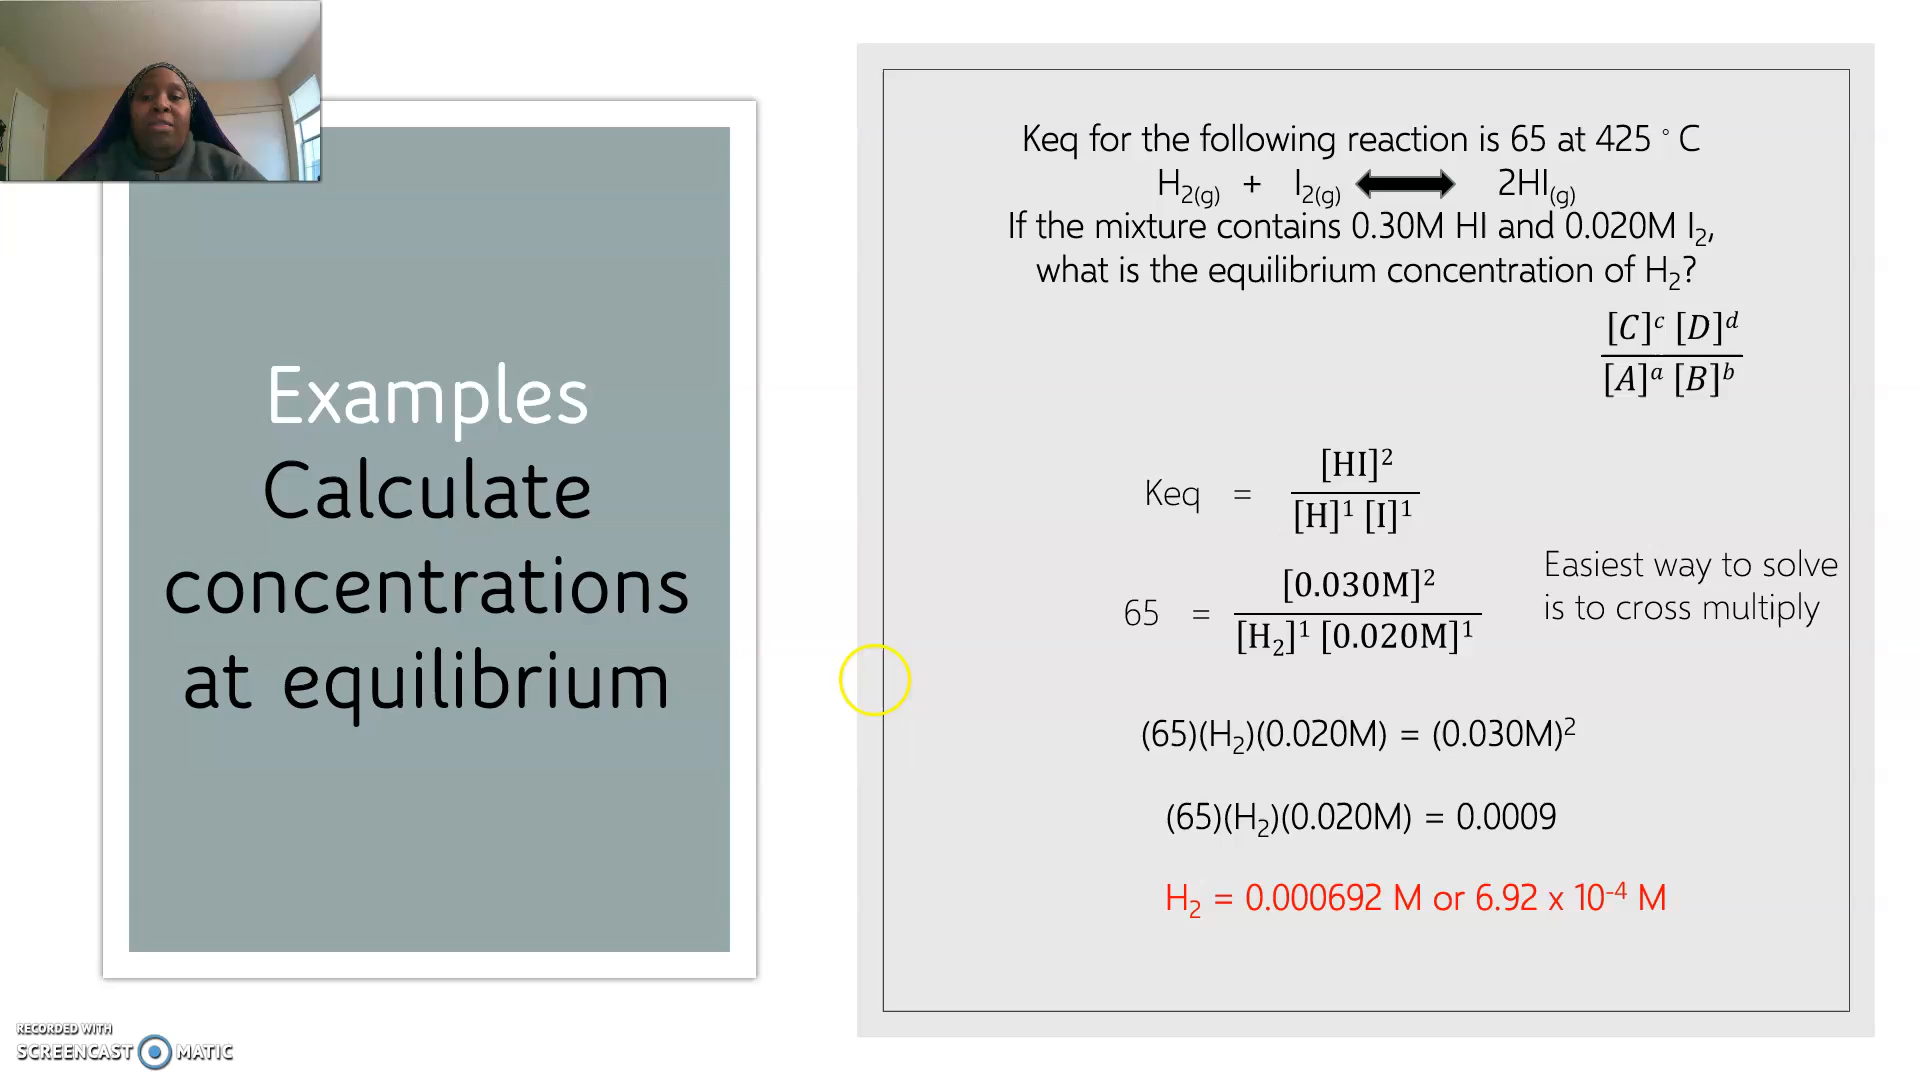 Examples
Calculate
concentrations
at equilibrium
Keq for the following reaction is 65 at 425 ° C
H₂(g) + I₂(g) ⟷ 2HI(g)
If the mixture contains 0.30M HI and 0.020M I₂,
what is the equilibrium concentration of H₂?
[C]ᶜ [D]ᵈ
[A]ᵃ [B]ᵇ
[HI]²
Keq =
[H]¹ [I]¹
[0.030M]²
65 =
[H₂]¹ [0.020M]¹
Easiest way to solve
is to cross multiply
(65)(H₂)(0.020M) = (0.030M)²
(65)(H₂)(0.020M) = 0.0009
H₂ = 0.000692 M or 6.92 x 10⁻⁴ M
RECORDED WITH
SCREENCAST MATIC